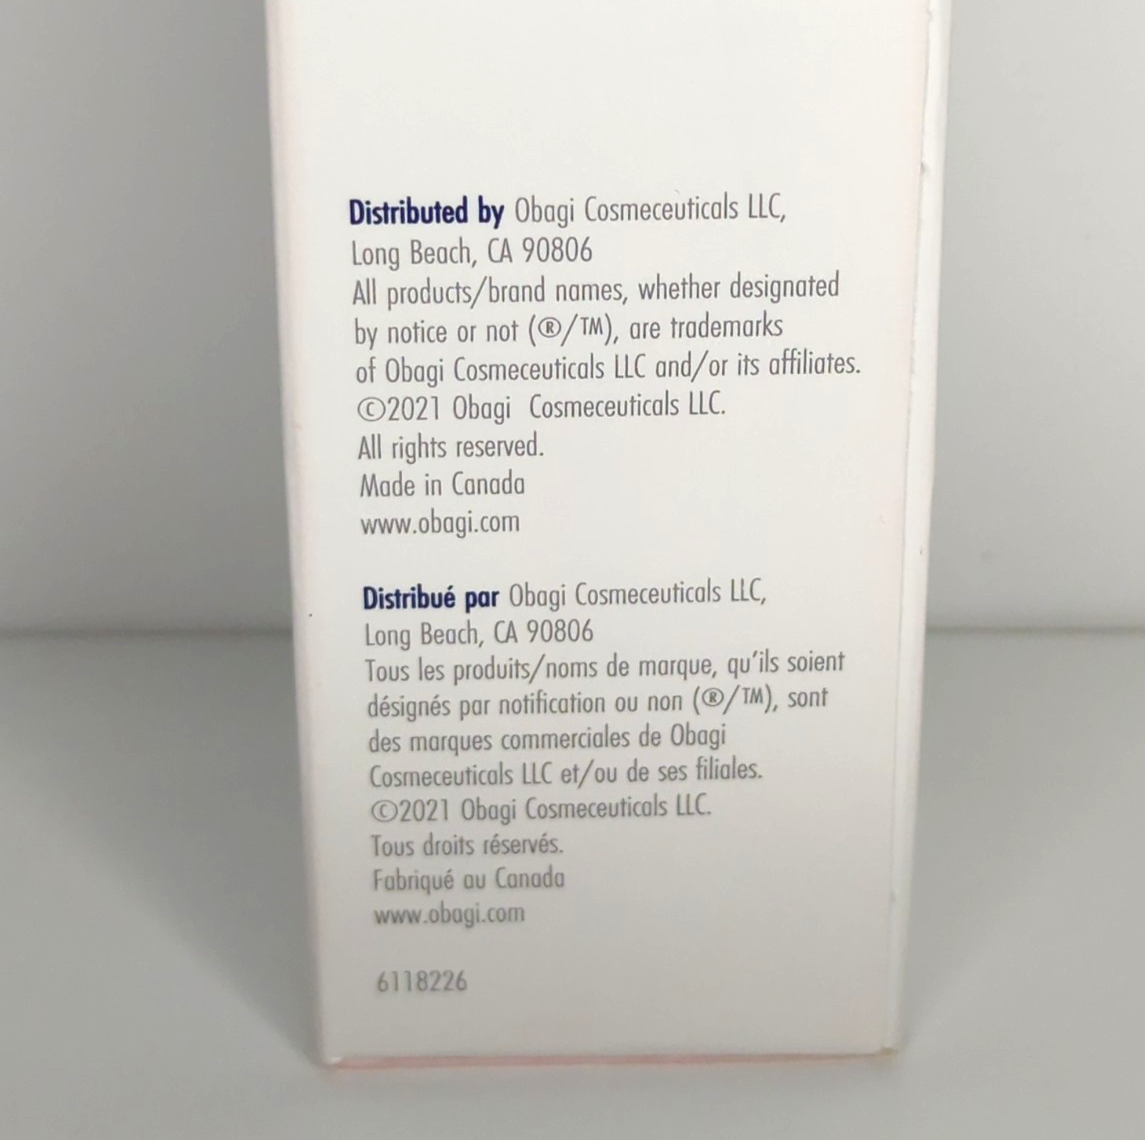 Distributed by Obagi Cosmeceuticals LLC,
Long Beach, CA 90806
All products/brand names, whether designated
by notice or not (®/TM), are trademarks
of Obagi Cosmeceuticals LLC and/or its affiliates.
©2021 Obagi Cosmeceuticals LLC.
All rights reserved.
Made in Canada
www.obagi.com
Distribué par Obagi Cosmeceuticals LLC,
Long Beach, CA 90806
Tous les produits/noms de marque, qu'ils soient
désignés par notification ou non (®/TM), sont
des marques commerciales de Obagi
Cosmeceuticals LLC et/ou de ses filiales.
©2021 Obagi Cosmeceuticals LLC.
Tous droits réservés.
Fabriqué au Canada
www.obagi.com
6118226